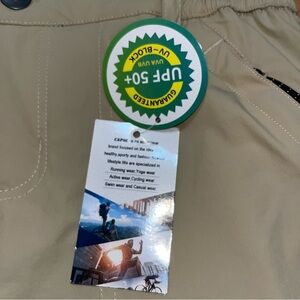 GUARANTEED
UPF 50+
UVA UVB
UV-BLOCK
brand focused on the
healthy sporty and fashion
lifestyle life are specialized in
Running wear, Yoga wear
Active wear, Cycling wear
Swim wear and Casual wear